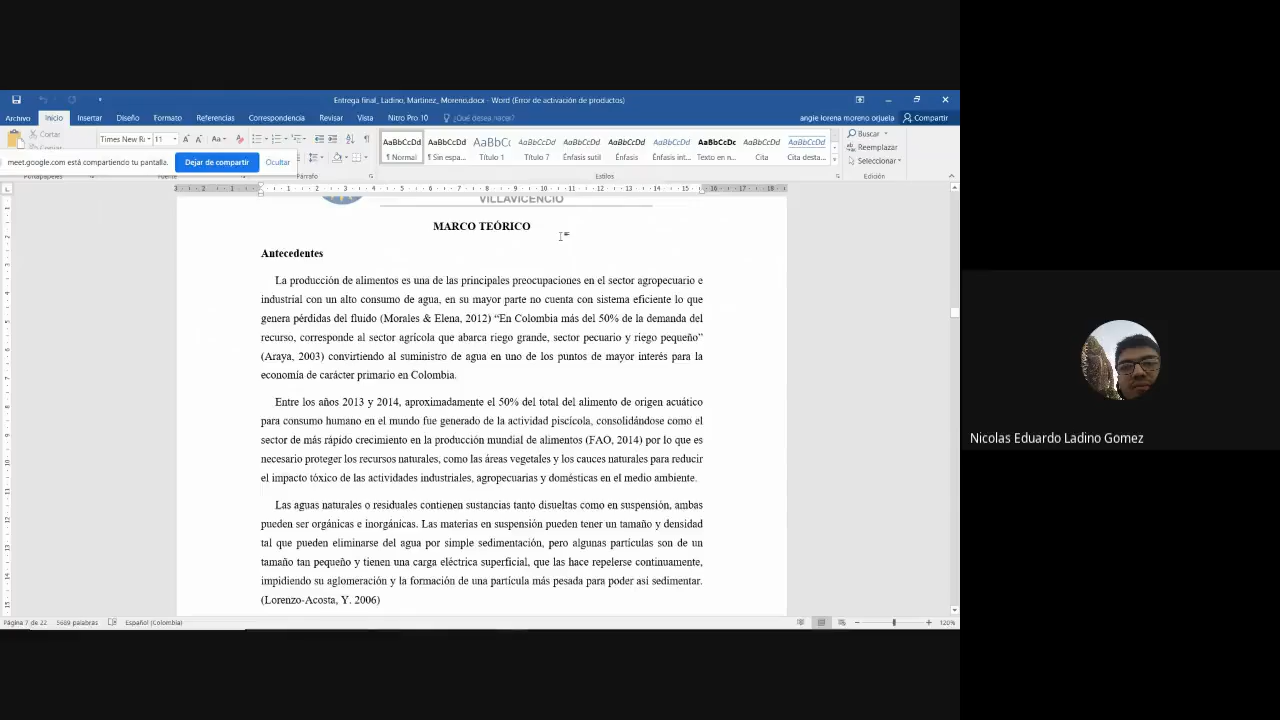 Entrega final_ Ladino, Martinez_ Moreno.docx - Word (Error de activación de productos)
Archivo Inicio Insertar Diseño Formato Referencias Correspondencia Revisar Vista Nitro Pro 10 ¿Qué desea hacer? angie lorena moreno orjuela Compartir
Cortar
Times New R 11
AaBbCcDd AaBbCcDd AaBbCc AaBbCcDd AaBbCcDd AaBbCcDd AaBbCcDd AaBbCcDc AaBbCcDd AaBbCcDd
¶ Normal ¶ Sin espa... Título 1 Título 7 Énfasis sutil Énfasis Énfasis int... Texto en n... Cita Cita desta...
Buscar
Reemplazar
Seleccionar
meet.google.com está compartiendo tu pantalla. Dejar de compartir Ocultar
Portapapeles Fuente Párrafo Estilos Edición
VILLAVICENCIO
MARCO TEÓRICO
Antecedentes
La producción de alimentos es una de las principales preocupaciones en el sector agropecuario e
industrial con un alto consumo de agua, en su mayor parte no cuenta con sistema eficiente lo que
genera pérdidas del fluido (Morales & Elena, 2012) “En Colombia más del 50% de la demanda del
recurso, corresponde al sector agrícola que abarca riego grande, sector pecuario y riego pequeño”
(Araya, 2003) convirtiendo al suministro de agua en uno de los puntos de mayor interés para la
economía de carácter primario en Colombia.
Entre los años 2013 y 2014, aproximadamente el 50% del total del alimento de origen acuático
para consumo humano en el mundo fue generado de la actividad piscícola, consolidándose como el
sector de más rápido crecimiento en la producción mundial de alimentos (FAO, 2014) por lo que es
necesario proteger los recursos naturales, como las áreas vegetales y los cauces naturales para reducir
el impacto tóxico de las actividades industriales, agropecuarias y domésticas en el medio ambiente.
Las aguas naturales o residuales contienen sustancias tanto disueltas como en suspensión, ambas
pueden ser orgánicas e inorgánicas. Las materias en suspensión pueden tener un tamaño y densidad
tal que pueden eliminarse del agua por simple sedimentación, pero algunas partículas son de un
tamaño tan pequeño y tienen una carga eléctrica superficial, que las hace repelerse continuamente,
impidiendo su aglomeración y la formación de una partícula más pesada para poder así sedimentar.
(Lorenzo-Acosta, Y. 2006)
Página 7 de 22 5669 palabras Español (Colombia) 120%
Nicolas Eduardo Ladino Gomez